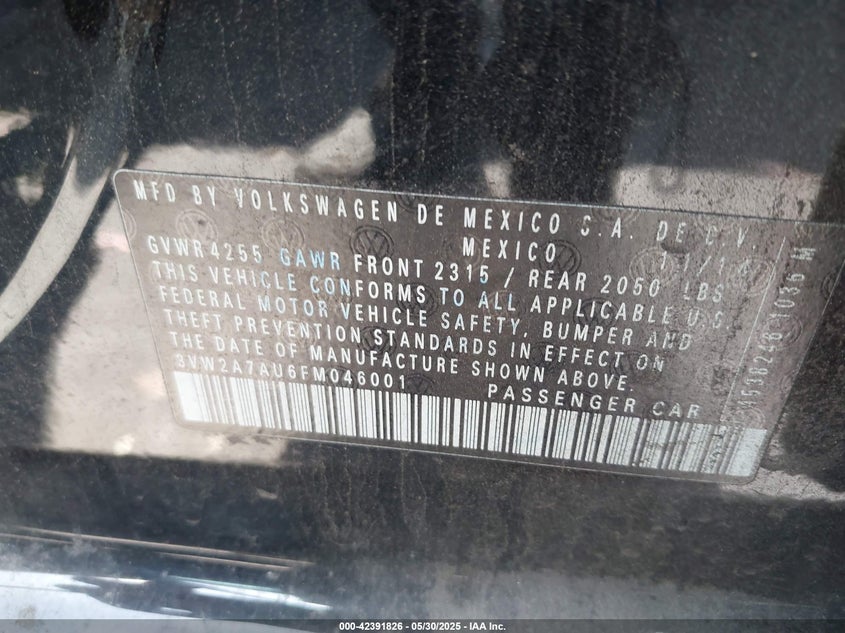 MFD BY VOLKSWAGEN DE MEXICO S.A. DE C.V.
MEXICO
GVWR 4255 GAWR FRONT 2315 / REAR 2050 LBS
THIS VEHICLE CONFORMS TO ALL APPLICABLE U.S.
FEDERAL MOTOR VEHICLE SAFETY, BUMPER AND
THEFT PREVENTION STANDARDS IN EFFECT ON
THE DATE OF MANUFACTURE SHOWN ABOVE.
3VW2A7AU6FM046001 PASSENGER CAR
000-42391826 - 05/30/2025 - IAA Inc.